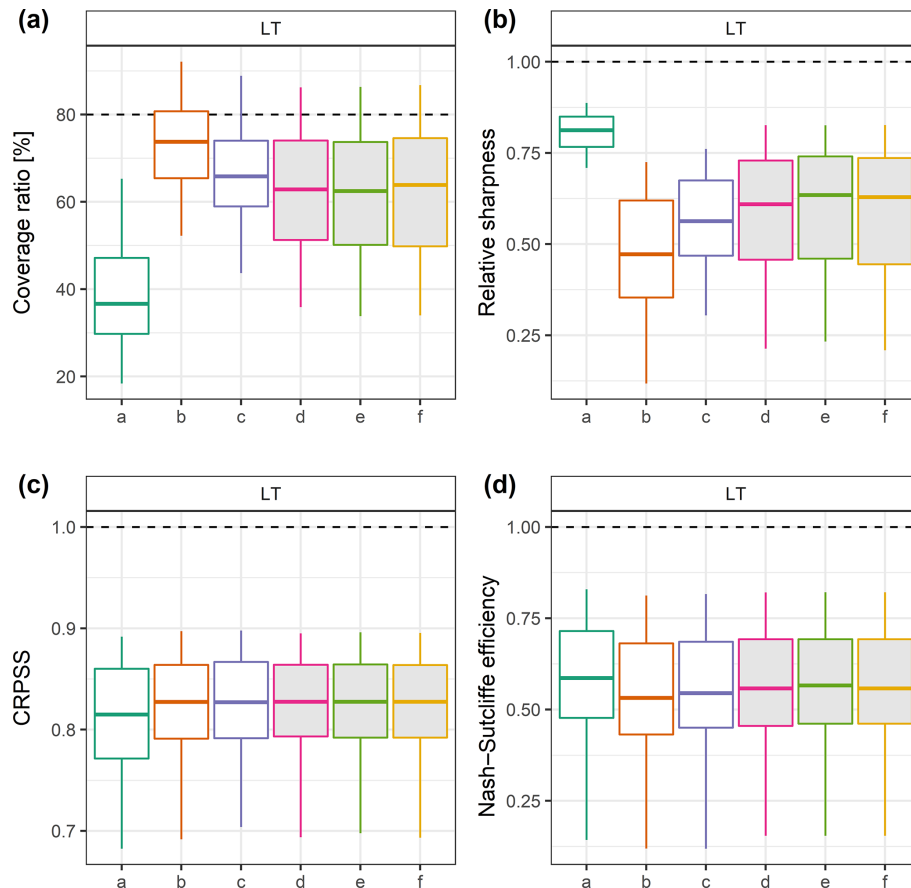 (a)
LT
Coverage ratio [%]
80
60
40
20
a b c d e f
(b)
LT
Relative sharpness
1.00
0.75
0.50
0.25
a b c d e f
(c)
LT
CRPSS
1.0
0.9
0.8
0.7
a b c d e f
(d)
LT
Nash−Sutcliffe efficiency
1.00
0.75
0.50
0.25
a b c d e f